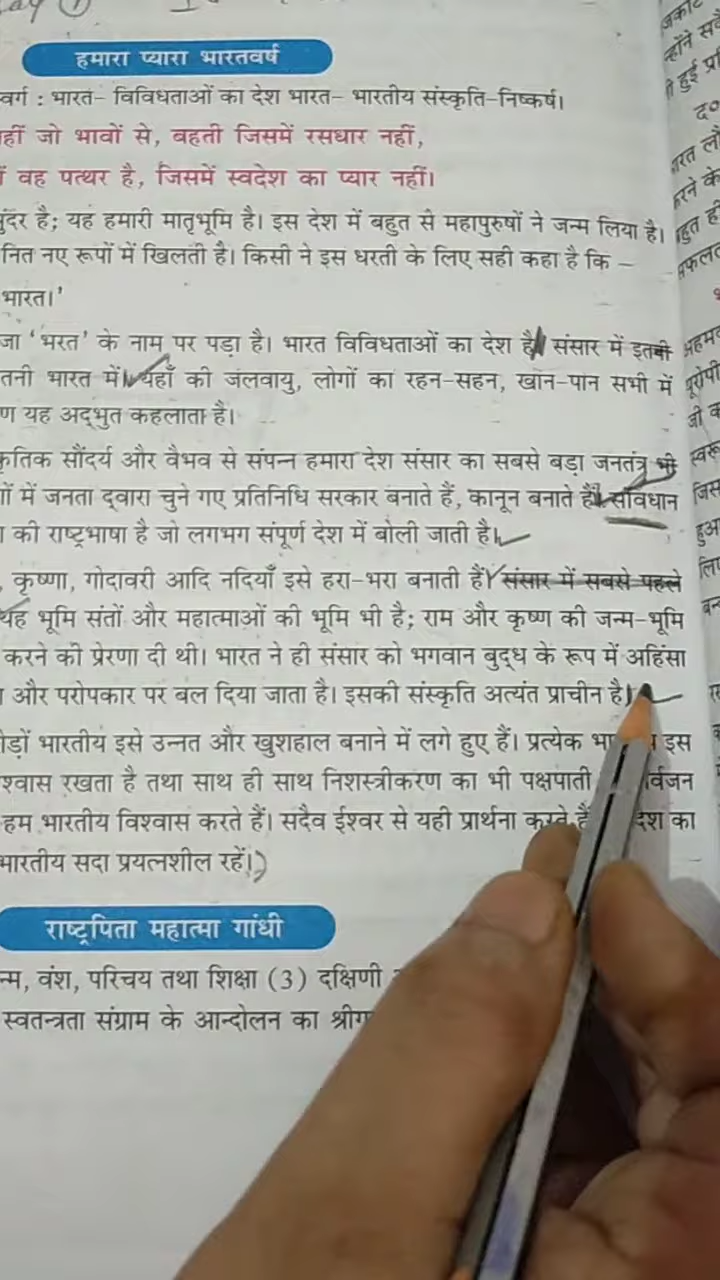 हमारा प्यारा भारतवर्ष
भारत- विविधताओं का देश भारत- भारतीय संस्कृति-निष्कर्ष।
जो भावों से, बहती जिसमें रसधार नहीं,
वह पत्थर है, जिसमें स्वदेश का प्यार नहीं।
है; यह हमारी मातृभूमि है। इस देश में बहुत से महापुरुषों ने जन्म लिया है।
नित नए रूपों में खिलती है। किसी ने इस धरती के लिए सही कहा है कि –
भारत।'
'भरत' के नाम पर पड़ा है। भारत विविधताओं का देश है। संसार में इतनी
भारत में। यहाँ की जलवायु, लोगों का रहन-सहन, खान-पान सभी में
यह अद्भुत कहलाता है।
सौंदर्य और वैभव से संपन्न हमारा देश संसार का सबसे बड़ा जनतंत्र भी
में जनता द्वारा चुने गए प्रतिनिधि सरकार बनाते हैं, कानून बनाते हैं। संविधान
की राष्ट्रभाषा है जो लगभग संपूर्ण देश में बोली जाती है।
कृष्णा, गोदावरी आदि नदियाँ इसे हरा-भरा बनाती हैं। संसार में सबसे पहले
यह भूमि संतों और महात्माओं की भूमि भी है; राम और कृष्ण की जन्म-भूमि
करने की प्रेरणा दी थी। भारत ने ही संसार को भगवान बुद्ध के रूप में अहिंसा
और परोपकार पर बल दिया जाता है। इसकी संस्कृति अत्यंत प्राचीन है।
भारतीय इसे उन्नत और खुशहाल बनाने में लगे हुए हैं। प्रत्येक इस
रखता है तथा साथ ही साथ निशस्त्रीकरण का भी पक्षपाती
हम भारतीय विश्वास करते हैं। सदैव ईश्वर से यही प्रार्थना करते हैं देश का
भारतीय सदा प्रयत्नशील रहें।
राष्ट्रपिता महात्मा गांधी
वंश, परिचय तथा शिक्षा (3) दक्षिणी
स्वतन्त्रता संग्राम के आन्दोलन का